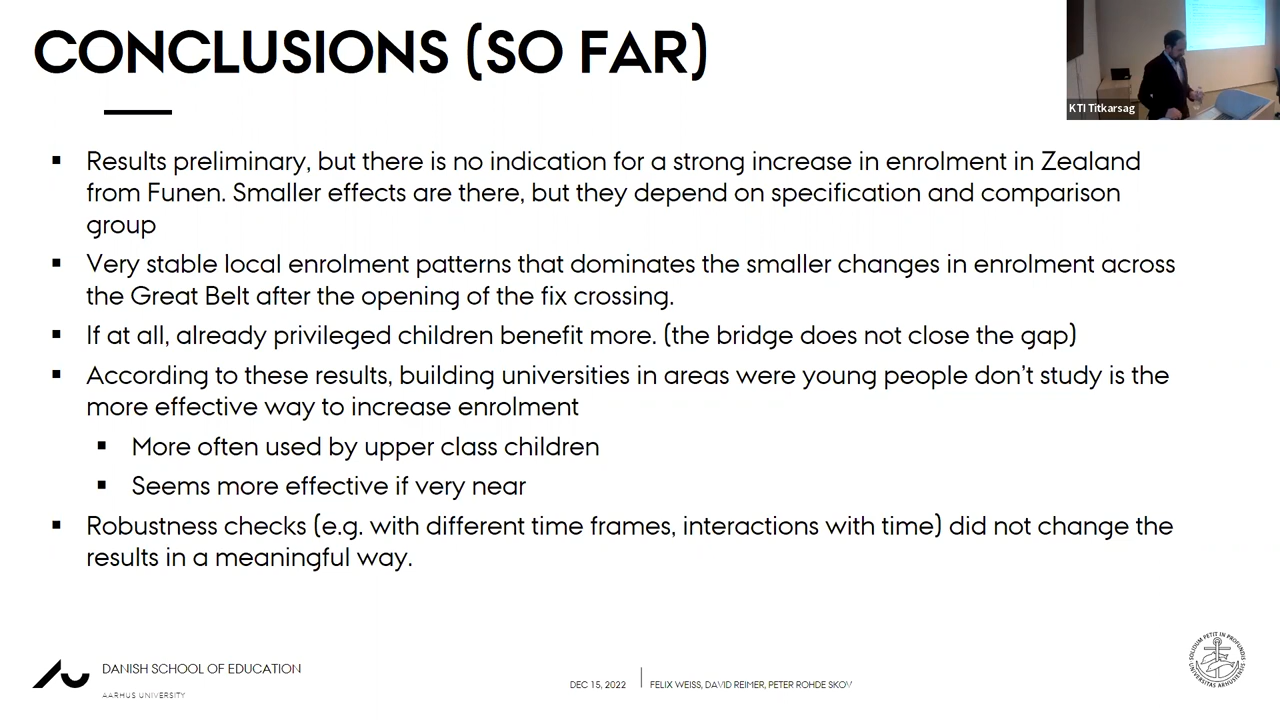 CONCLUSIONS (SO FAR)
KTI Titkarsag
▪ Results preliminary, but there is no indication for a strong increase in enrolment in Zealand
from Funen. Smaller effects are there, but they depend on specification and comparison
group
▪ Very stable local enrolment patterns that dominates the smaller changes in enrolment across
the Great Belt after the opening of the fix crossing.
▪ If at all, already privileged children benefit more. (the bridge does not close the gap)
▪ According to these results, building universities in areas were young people don't study is the
more effective way to increase enrolment
▪ More often used by upper class children
▪ Seems more effective if very near
▪ Robustness checks (e.g. with different time frames, interactions with time) did not change the
results in a meaningful way.
DANISH SCHOOL OF EDUCATION
AARHUS UNIVERSITY
DEC 15, 2022
FELIX WEISS, DAVID REIMER, PETER ROHDE SKOV
SOLIDUM PETIT IN PROFUNDIS
UNIVERSITAS ARHUSIENSIS